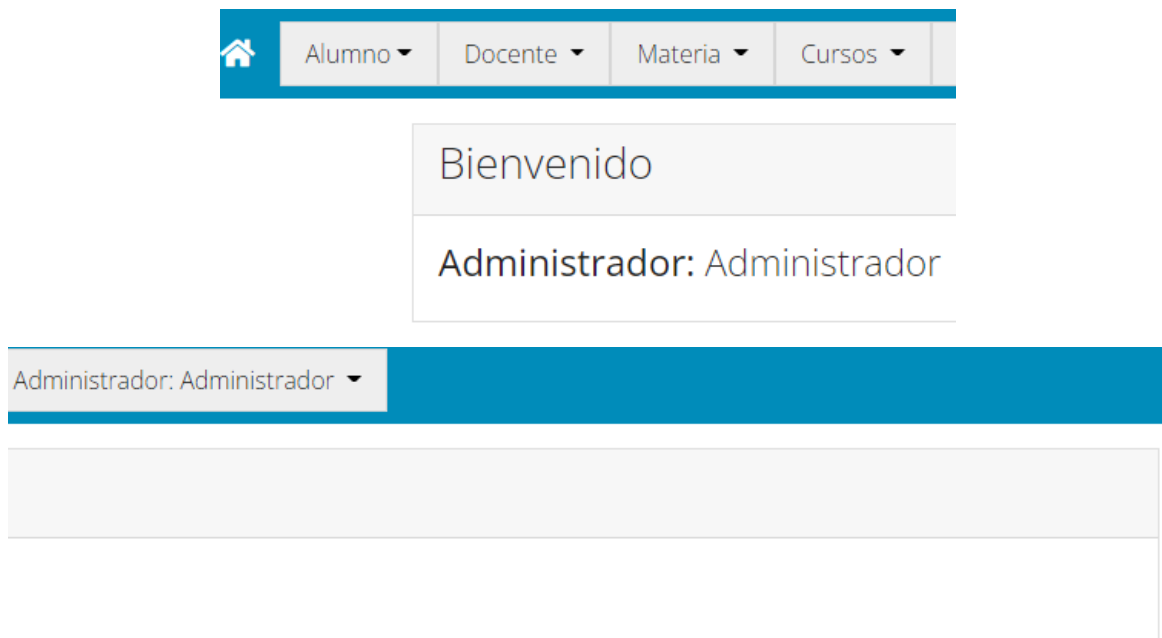 Alumno Docente Materia Cursos
Bienvenido
Administrador: Administrador
Administrador: Administrador